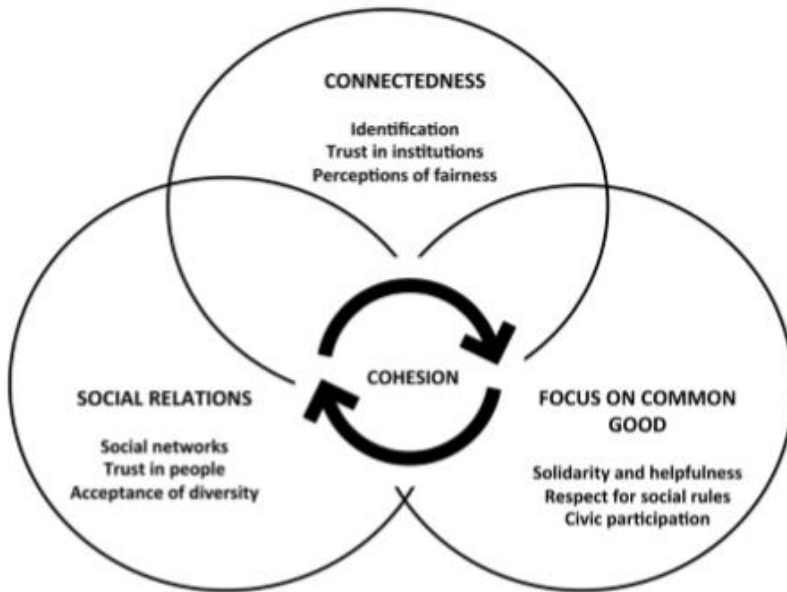 CONNECTEDNESS
Identification
Trust in institutions
Perceptions of fairness
COHESION
SOCIAL RELATIONS
Social networks
Trust in people
Acceptance of diversity
FOCUS ON COMMON
GOOD
Solidarity and helpfulness
Respect for social rules
Civic participation